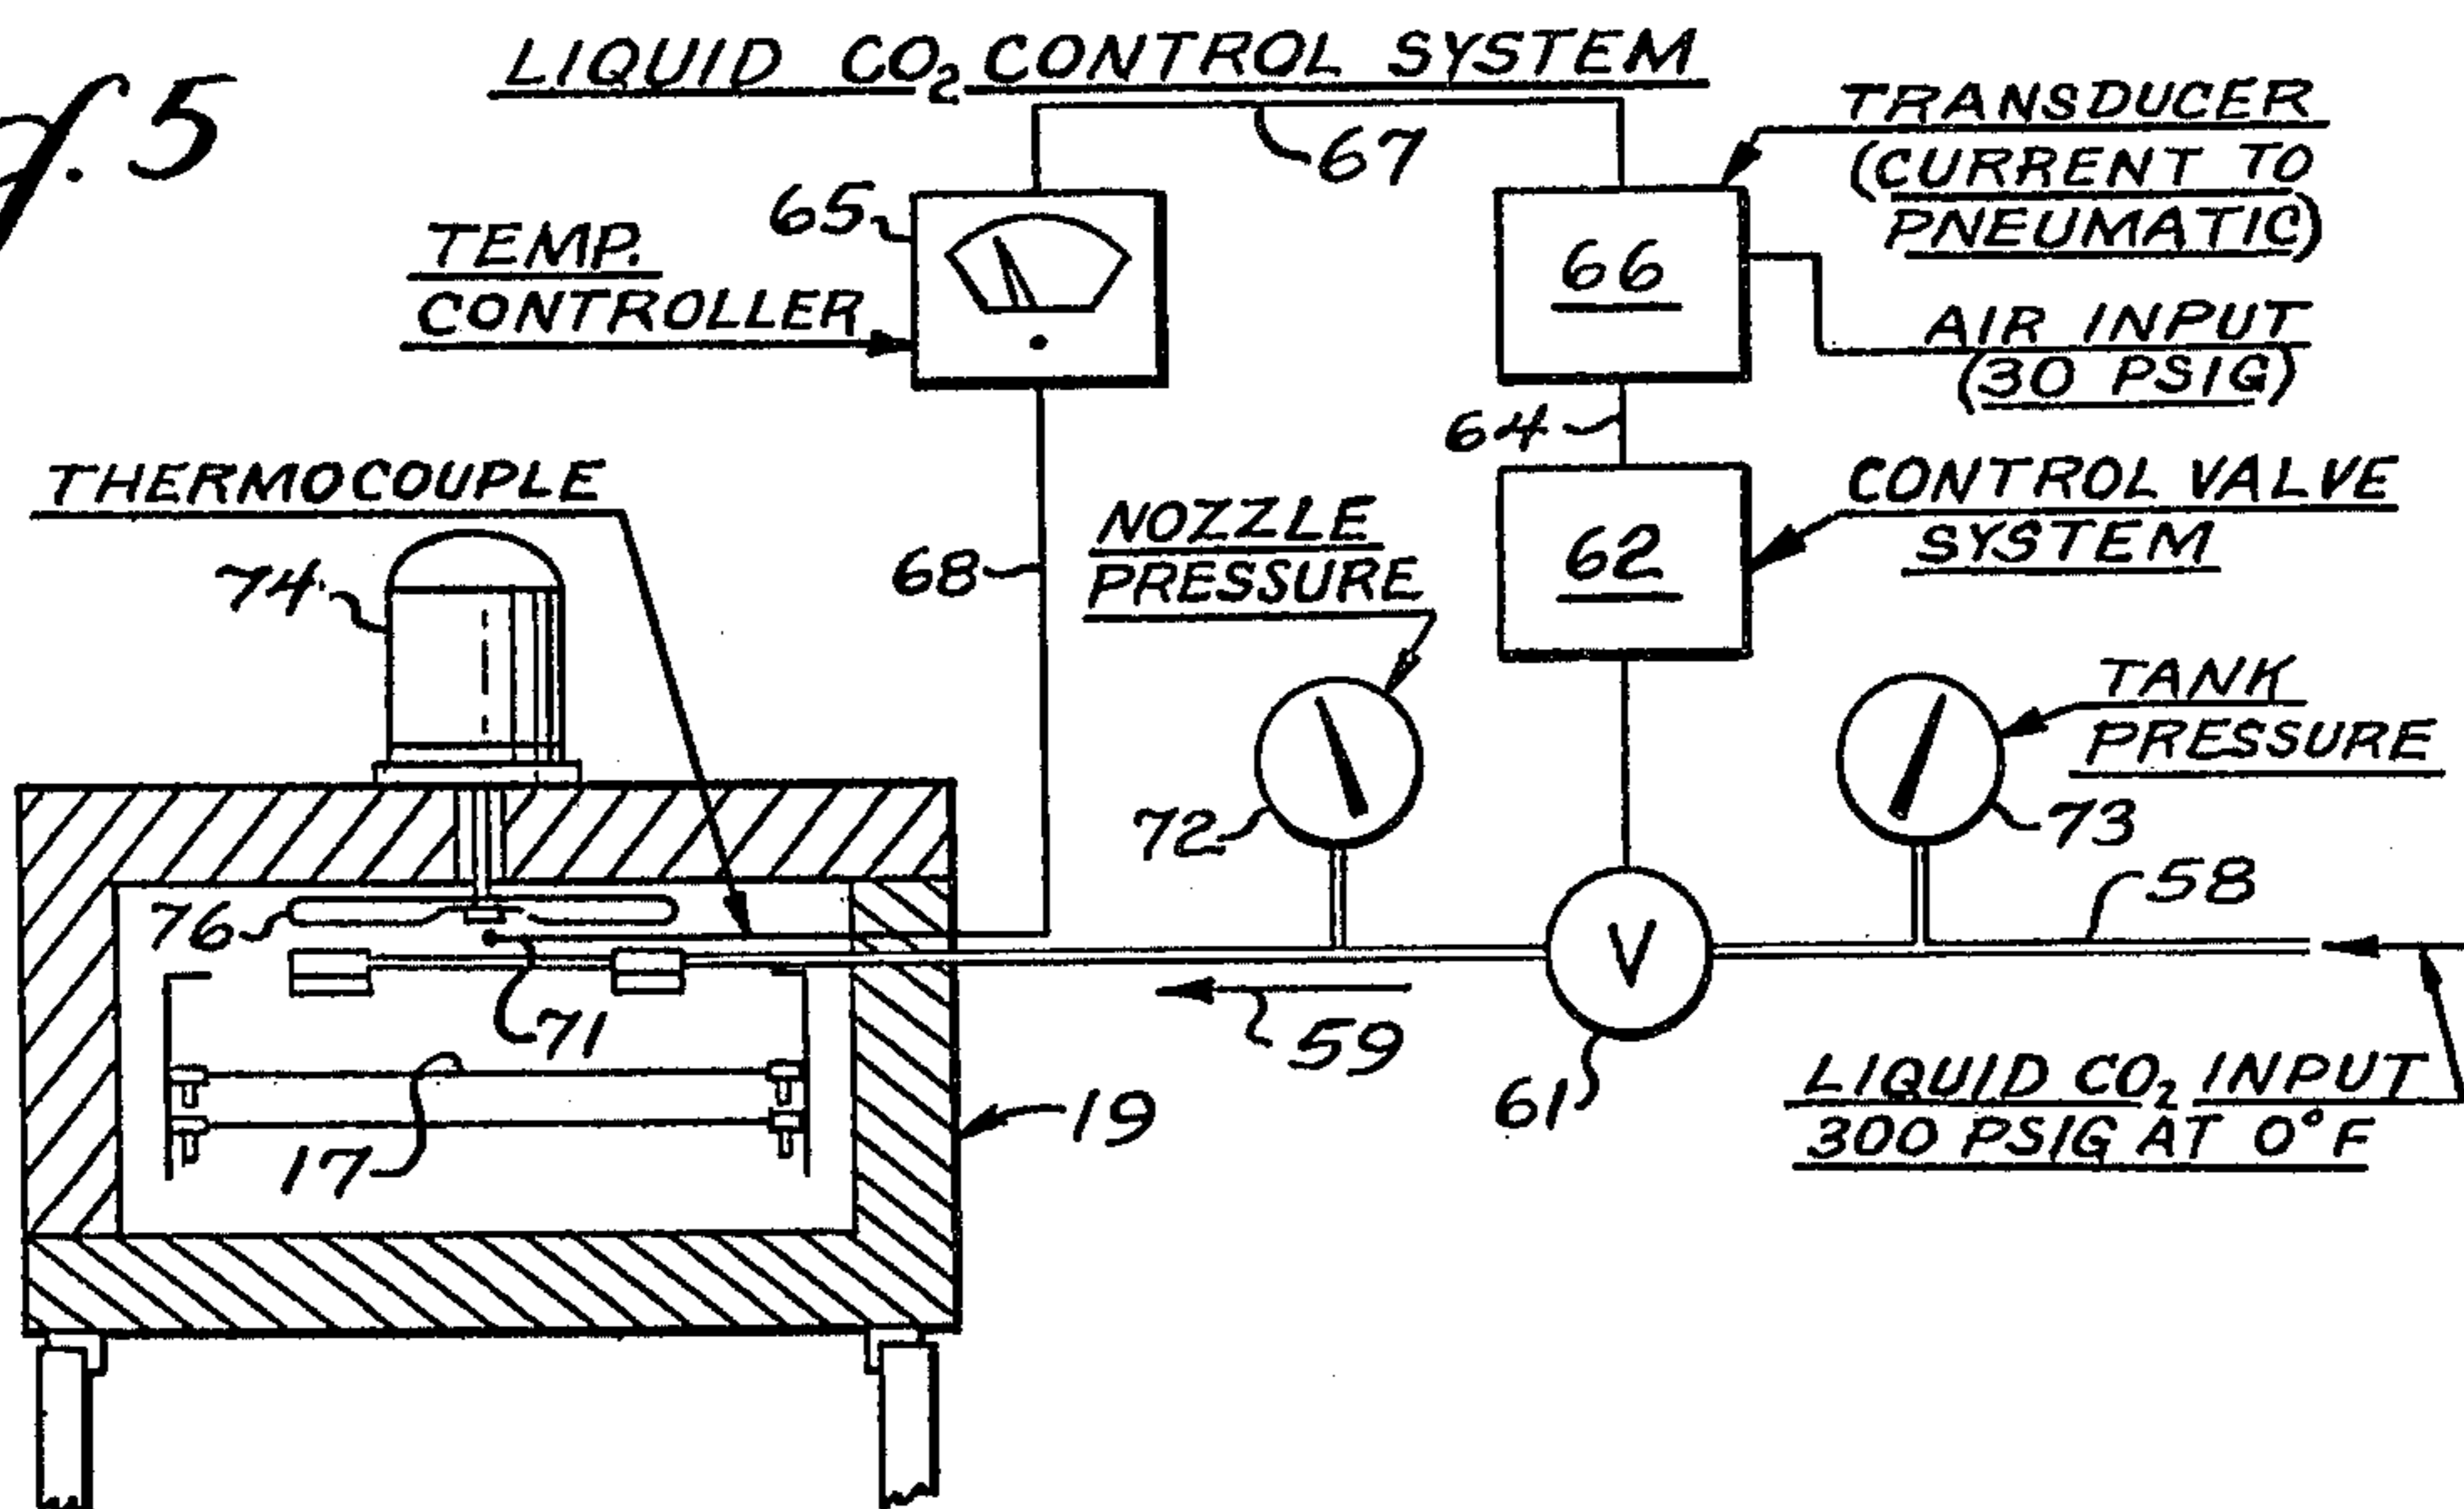 f. 5
LIQUID CO2 CONTROL SYSTEM
TRANSDUCER
(CURRENT TO
PNEUMATIC)
67
65
TEMP.
CONTROLLER
66
AIR INPUT
(30 PSIG)
64
THERMOCOUPLE
CONTROL VALVE
SYSTEM
NOZZLE
PRESSURE
62
68
74
TANK
PRESSURE
72
73
58
76
V
71
59
61
LIQUID CO2 INPUT
300 PSIG AT 0°F
19
17